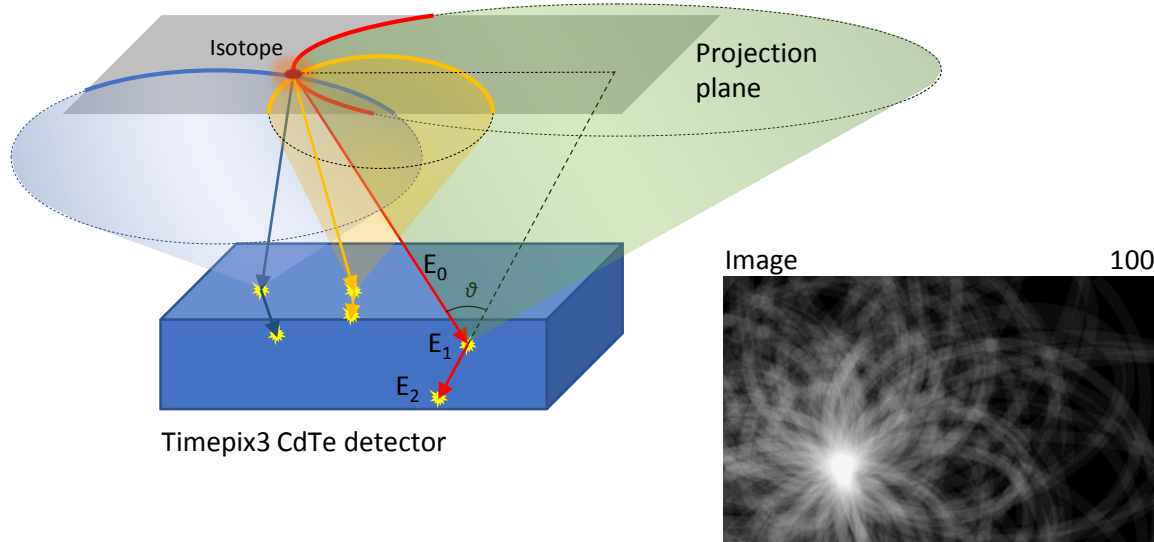 Isotope
Projection
plane
E₀
ϑ
E₁
E₂
Timepix3 CdTe detector
Image 100